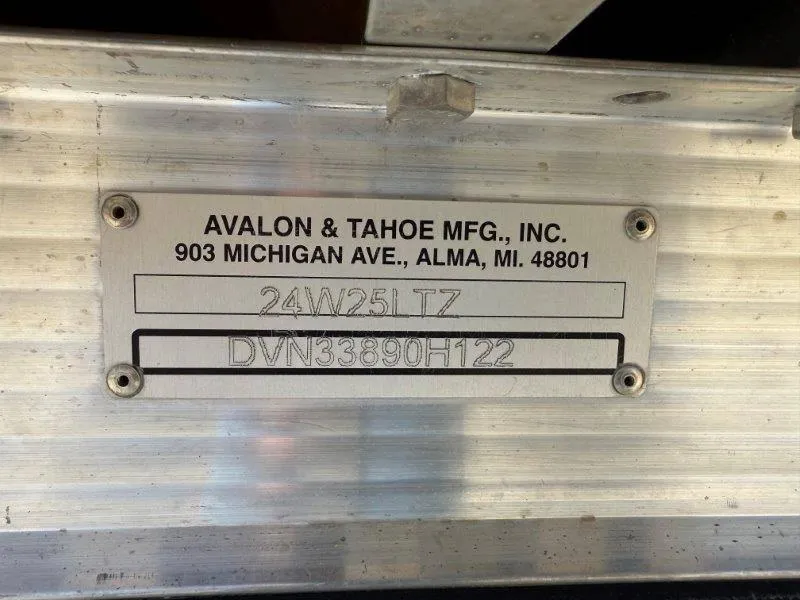 AVALON & TAHOE MFG., INC.
903 MICHIGAN AVE., ALMA, MI. 48801
24W25LTZ
DVN33890H122